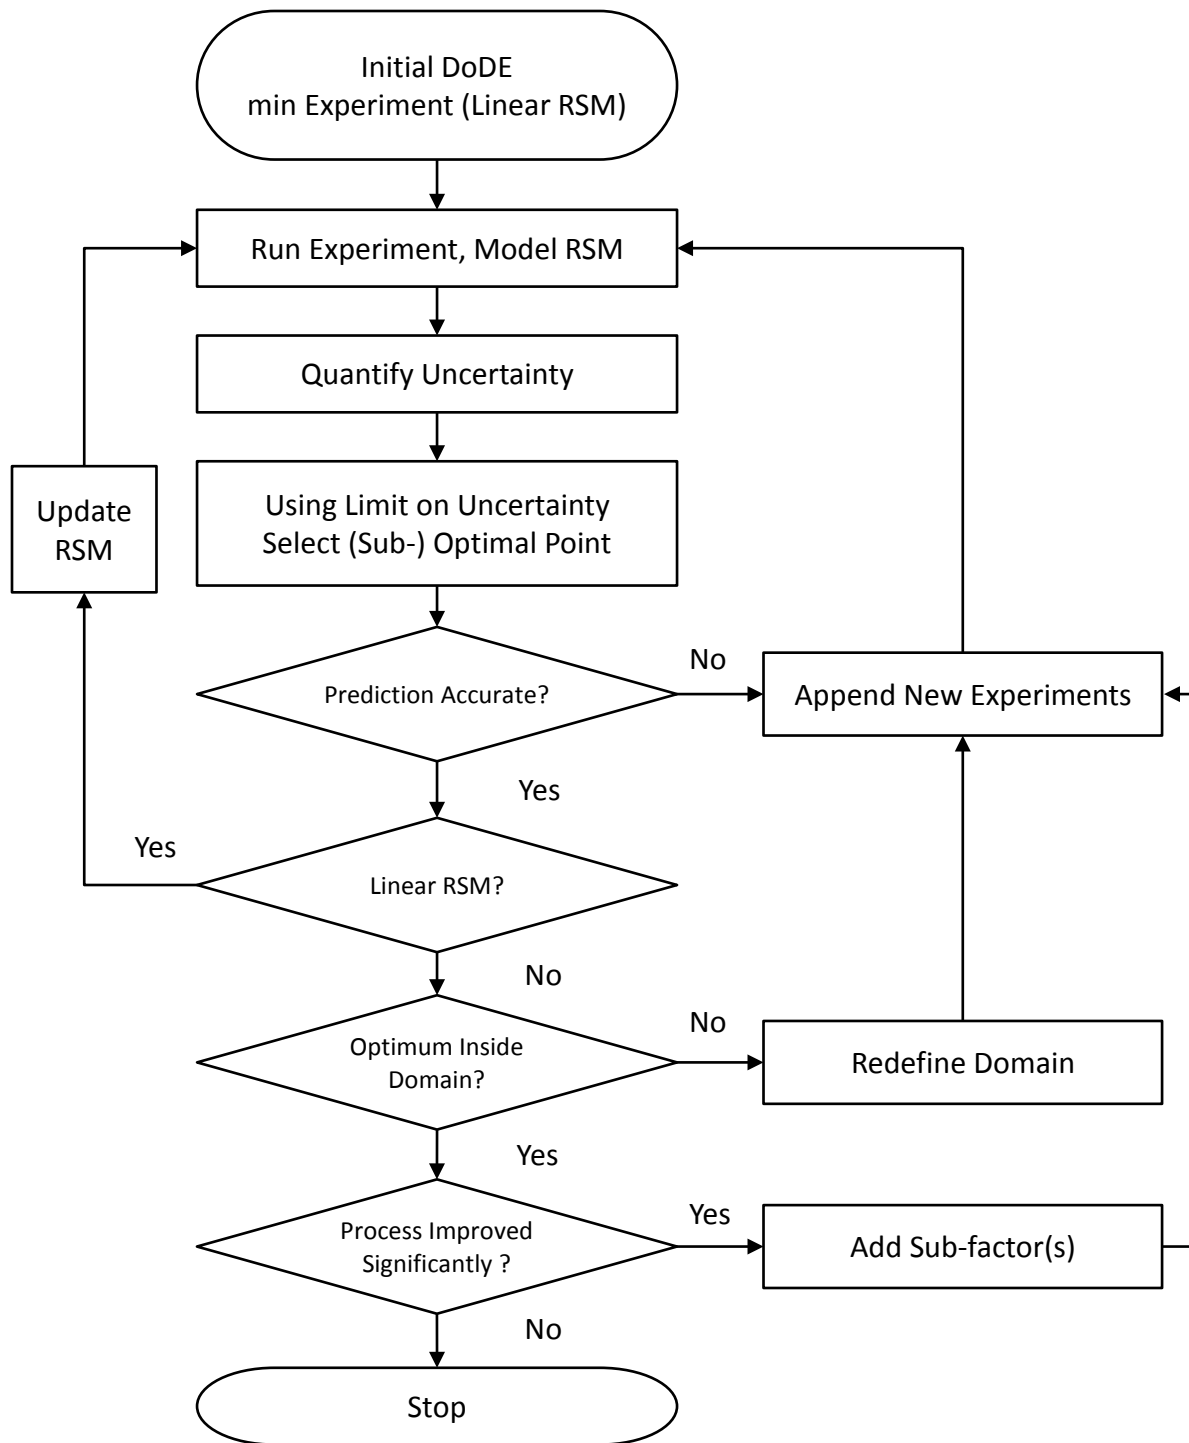 Initial DoDE
min Experiment (Linear RSM)
Run Experiment, Model RSM
Quantify Uncertainty
Using Limit on Uncertainty
Select (Sub-) Optimal Point
Update
RSM
Prediction Accurate?
No
Append New Experiments
Yes
Yes
Linear RSM?
No
Optimum Inside
Domain?
No
Redefine Domain
Yes
Process Improved
Significantly ?
Yes
Add Sub-factor(s)
No
Stop